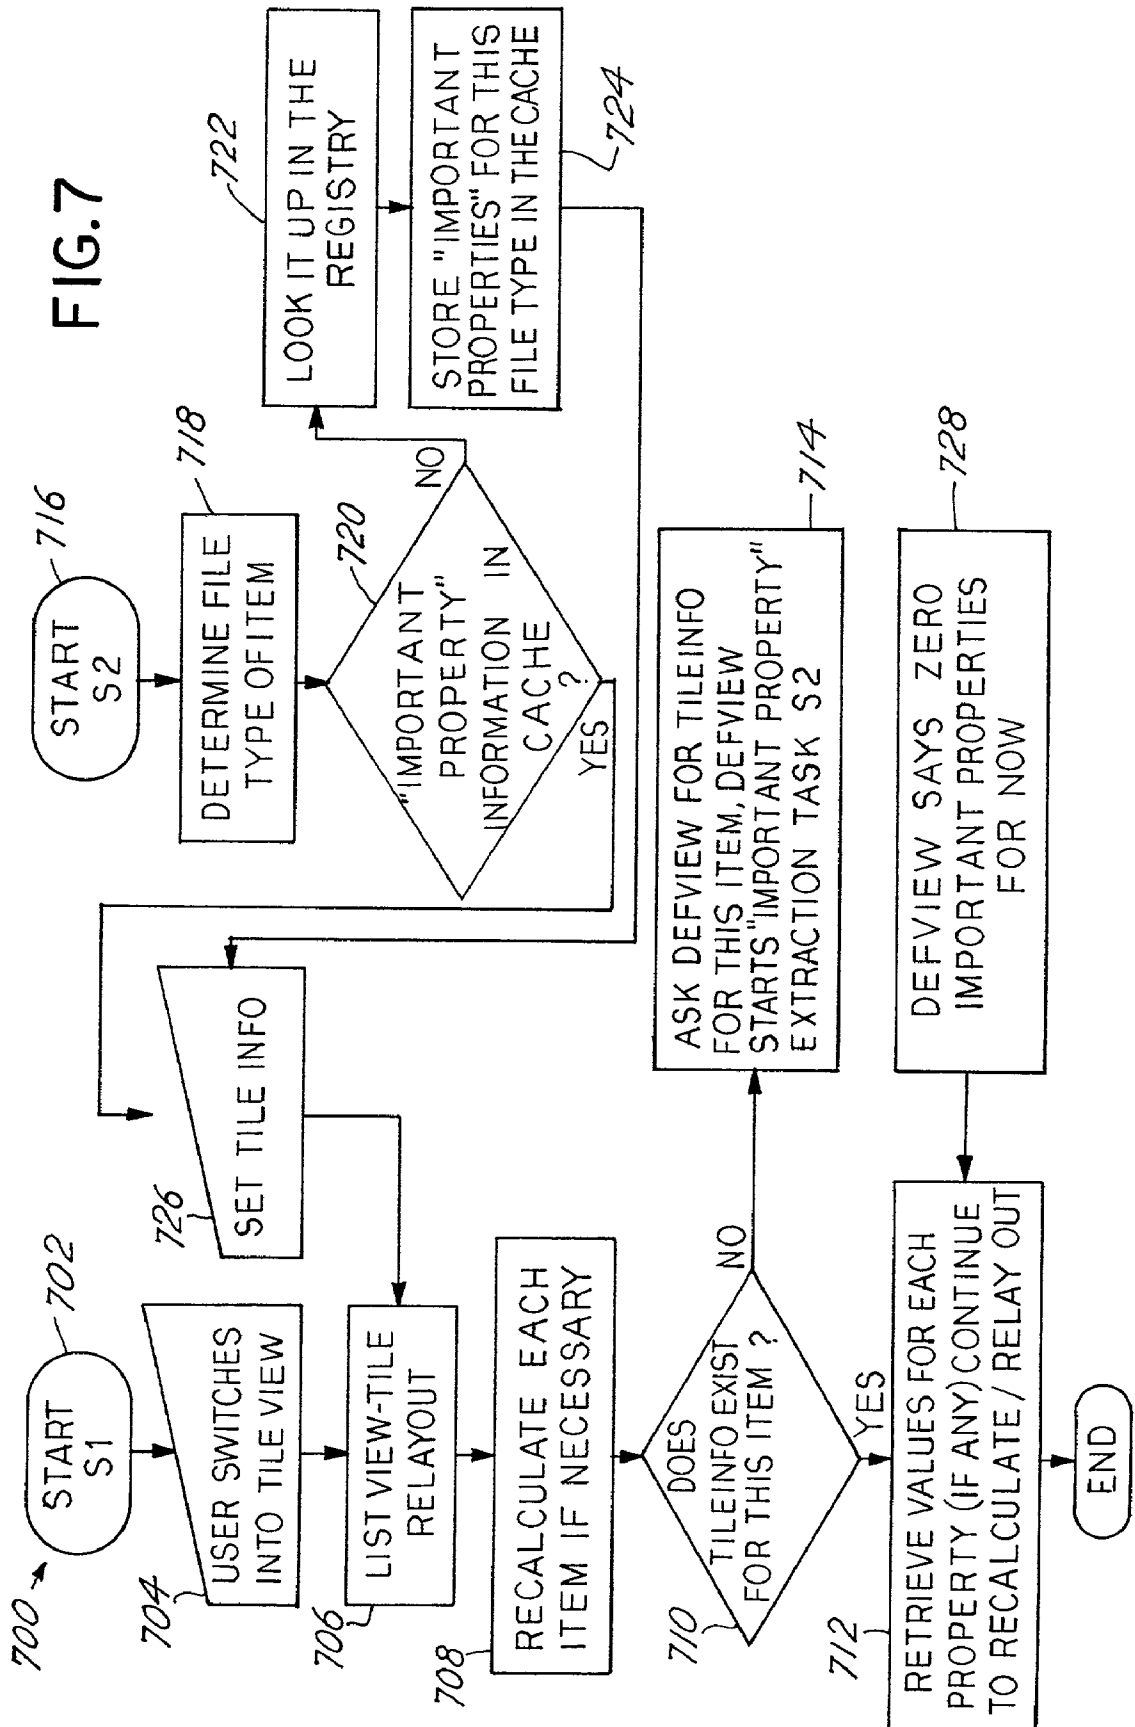 FIG.7
700
START
S1
702
USER SWITCHES
INTO TILE VIEW
704
LIST VIEW-TILE
RELAYOUT
706
RECALCULATE EACH
ITEM IF NECESSARY
708
DOES
TILEINFO EXIST
FOR THIS ITEM ?
710
NO
YES
RETRIEVE VALUES FOR EACH
PROPERTY (IF ANY) CONTINUE
TO RECALCULATE/ RELAY OUT
712
END
START
S2
716
DETERMINE FILE
TYPE OF ITEM
718
"IMPORTANT
PROPERTY"
INFORMATION IN
CACHE
?
720
NO
YES
LOOK IT UP IN THE
REGISTRY
722
STORE "IMPORTANT
PROPERTIES" FOR THIS
FILE TYPE IN THE CACHE
724
SET TILE INFO
726
ASK DEFVIEW FOR TILEINFO
FOR THIS ITEM, DEFVIEW
STARTS "IMPORTANT PROPERTY"
EXTRACTION TASK S2
714
DEFVIEW SAYS ZERO
IMPORTANT PROPERTIES
FOR NOW
728